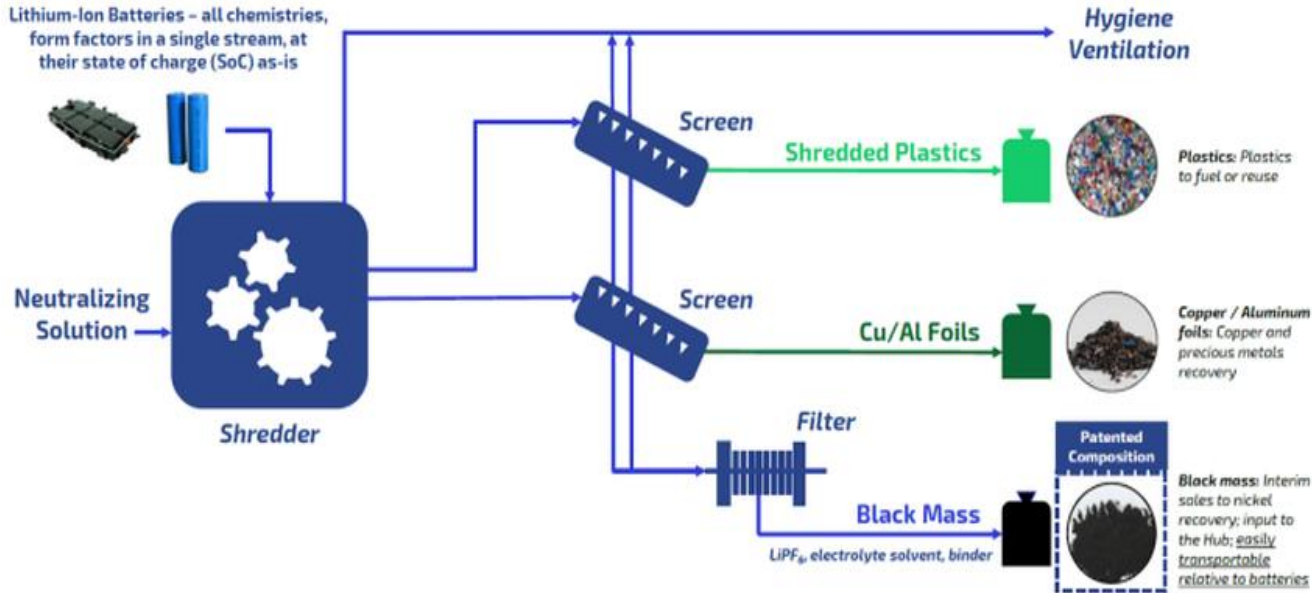 Lithium-Ion Batteries – all chemistries,
form factors in a single stream, at
their state of charge (SoC) as-is
Hygiene
Ventilation
Screen
Shredded Plastics
Plastics: Plastics
to fuel or reuse
Neutralizing
Solution
Shredder
Screen
Cu/Al Foils
Copper / Aluminum
foils: Copper and
precious metals
recovery
Filter
Black Mass
LiPF₆, electrolyte solvent, binder
Patented
Composition
Black mass: Interim
sales to nickel
recovery; input to
the Hub; easily
transportable
relative to batteries